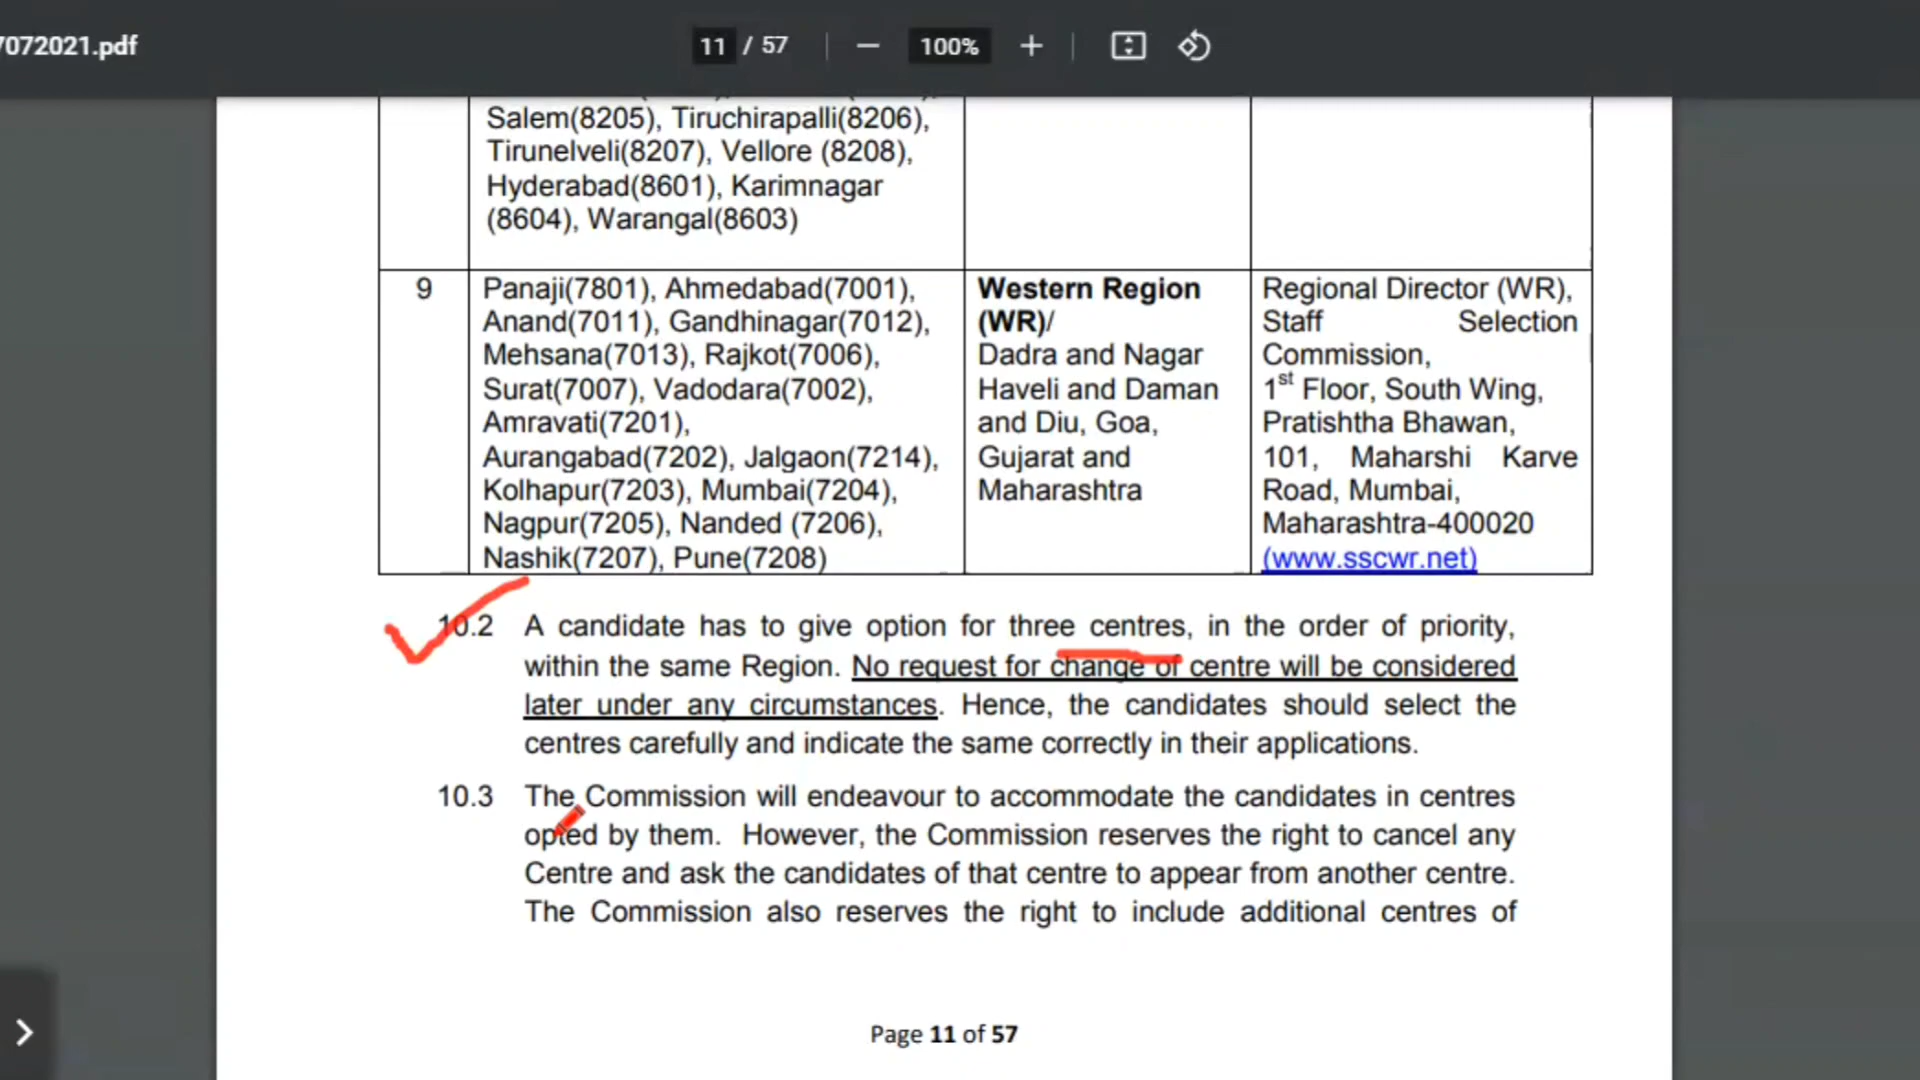 7072021.pdf
11 / 57
100%
Salem(8205), Tiruchirapalli(8206),
Tirunelveli(8207), Vellore (8208),
Hyderabad(8601), Karimnagar
(8604), Warangal(8603)
9
Panaji(7801), Ahmedabad(7001),
Anand(7011), Gandhinagar(7012),
Mehsana(7013), Rajkot(7006),
Surat(7007), Vadodara(7002),
Amravati(7201),
Aurangabad(7202), Jalgaon(7214),
Kolhapur(7203), Mumbai(7204),
Nagpur(7205), Nanded (7206),
Nashik(7207), Pune(7208)
Western Region
(WR)/
Dadra and Nagar
Haveli and Daman
and Diu, Goa,
Gujarat and
Maharashtra
Regional Director (WR),
Staff Selection
Commission,
1st Floor, South Wing,
Pratishtha Bhawan,
101, Maharshi Karve
Road, Mumbai,
Maharashtra-400020
(www.sscwr.net)
10.2 A candidate has to give option for three centres, in the order of priority,
within the same Region. No request for change of centre will be considered
later under any circumstances. Hence, the candidates should select the
centres carefully and indicate the same correctly in their applications.
10.3 The Commission will endeavour to accommodate the candidates in centres
opted by them. However, the Commission reserves the right to cancel any
Centre and ask the candidates of that centre to appear from another centre.
The Commission also reserves the right to include additional centres of
Page 11 of 57